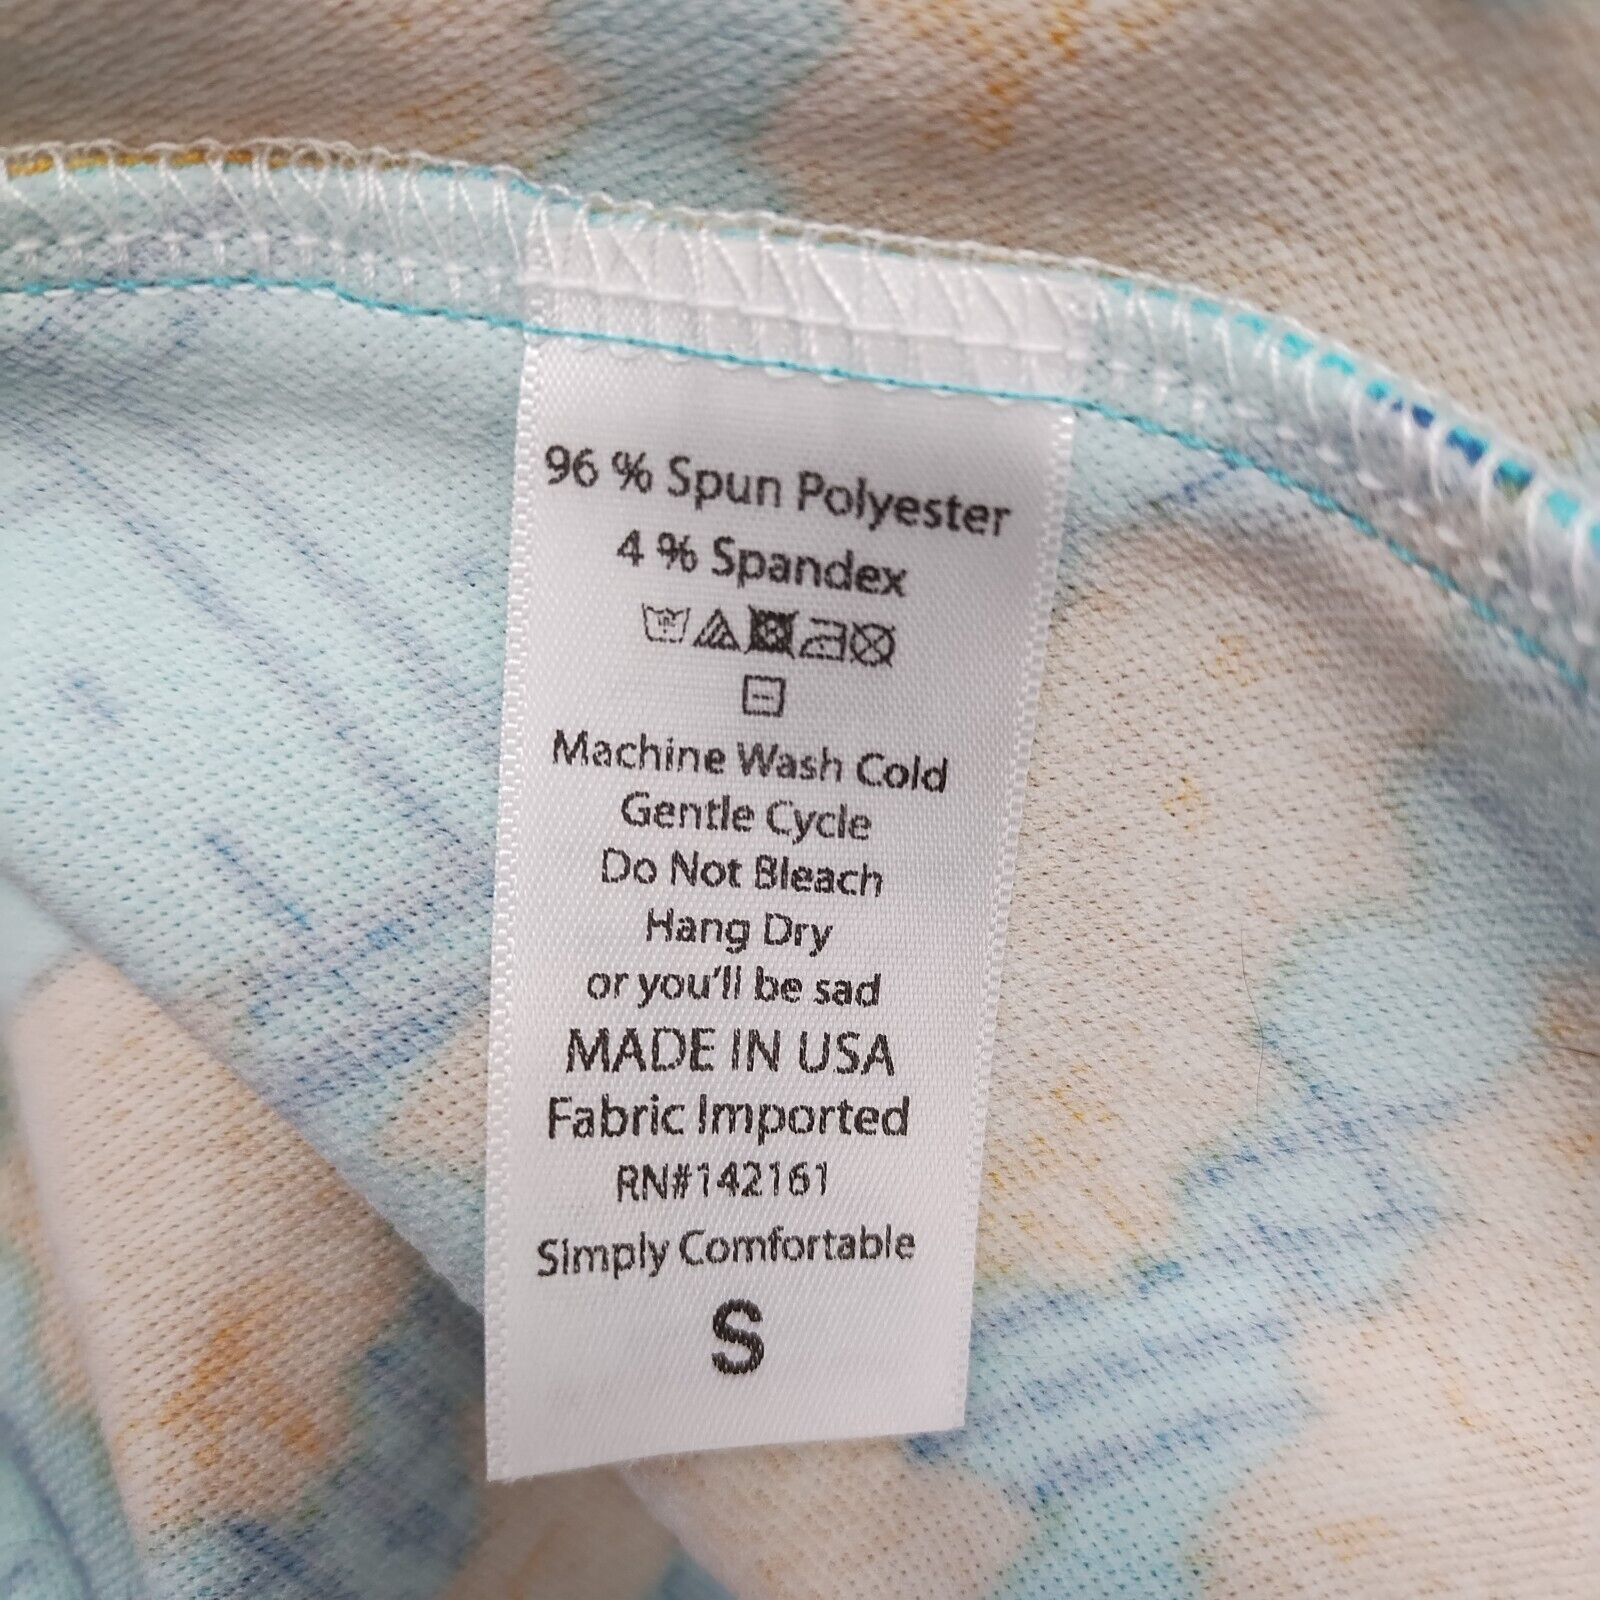 96 % Spun Polyester
4 % Spandex
Machine Wash Cold
Gentle Cycle
Do Not Bleach
Hang Dry
or you'll be sad
MADE IN USA
Fabric Imported
RN#142161
Simply Comfortable
S